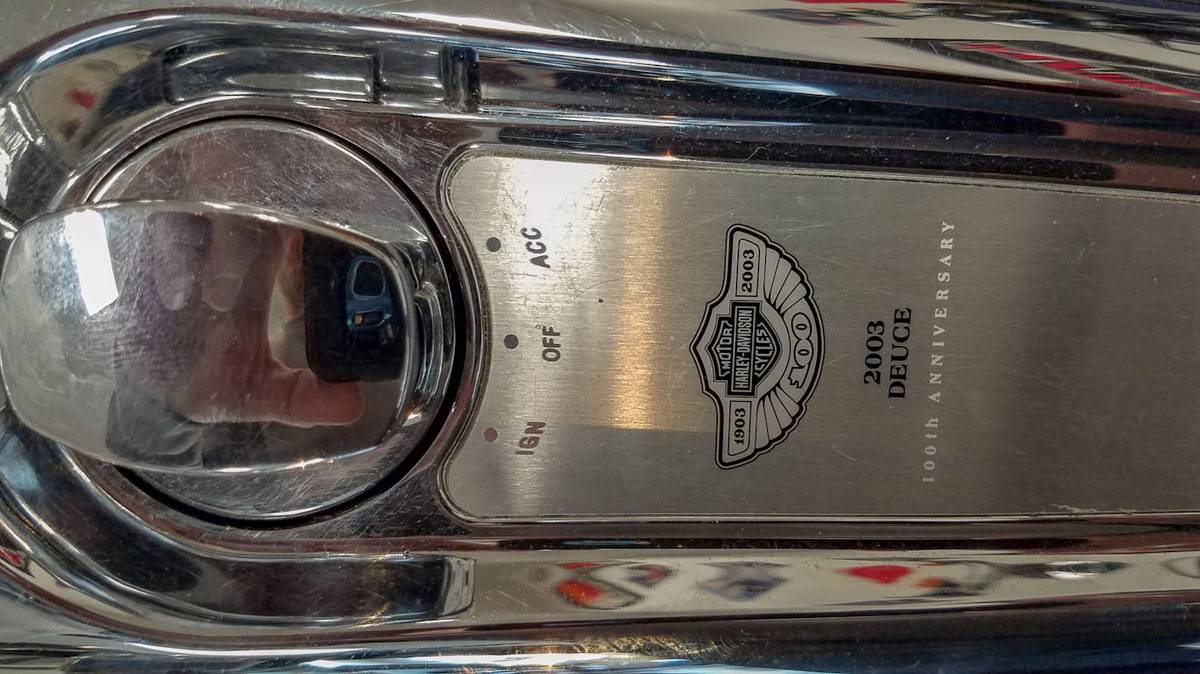 ACC
OFF
IGN
1903
2003
MOTOR
HARLEY-DAVIDSON
CYCLES
100
2003
DEUCE
100th ANNIVERSARY